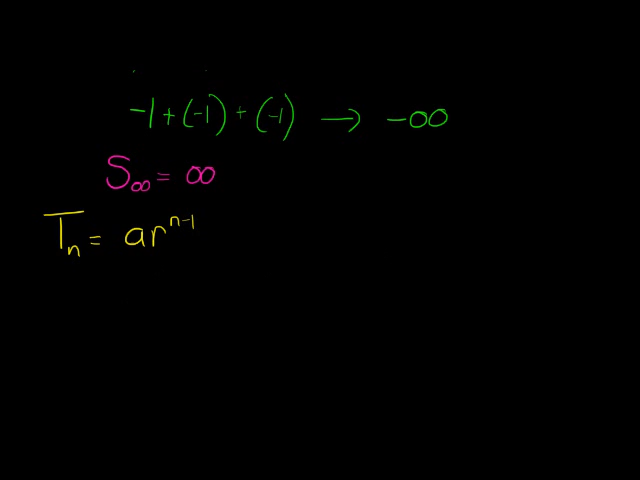 -1 + (-1) + (-1) → -∞
S∞ = ∞
Tn = ar^(n-1)